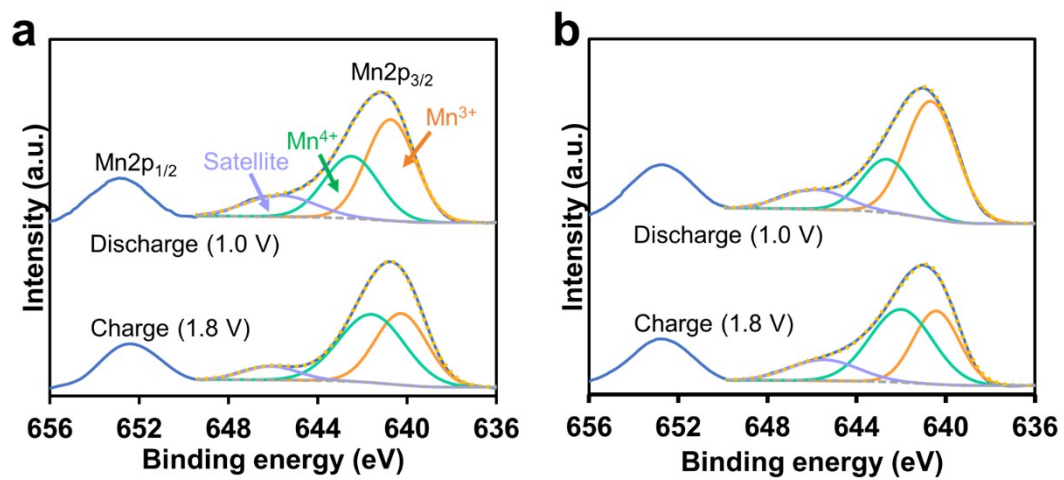 a
Intensity (a.u.)
Mn2p3/2
Mn3+
Mn4+
Satellite
Mn2p1/2
Discharge (1.0 V)
Charge (1.8 V)
656 652 648 644 640 636
Binding energy (eV)
b
Intensity (a.u.)
Discharge (1.0 V)
Charge (1.8 V)
656 652 648 644 640 636
Binding energy (eV)